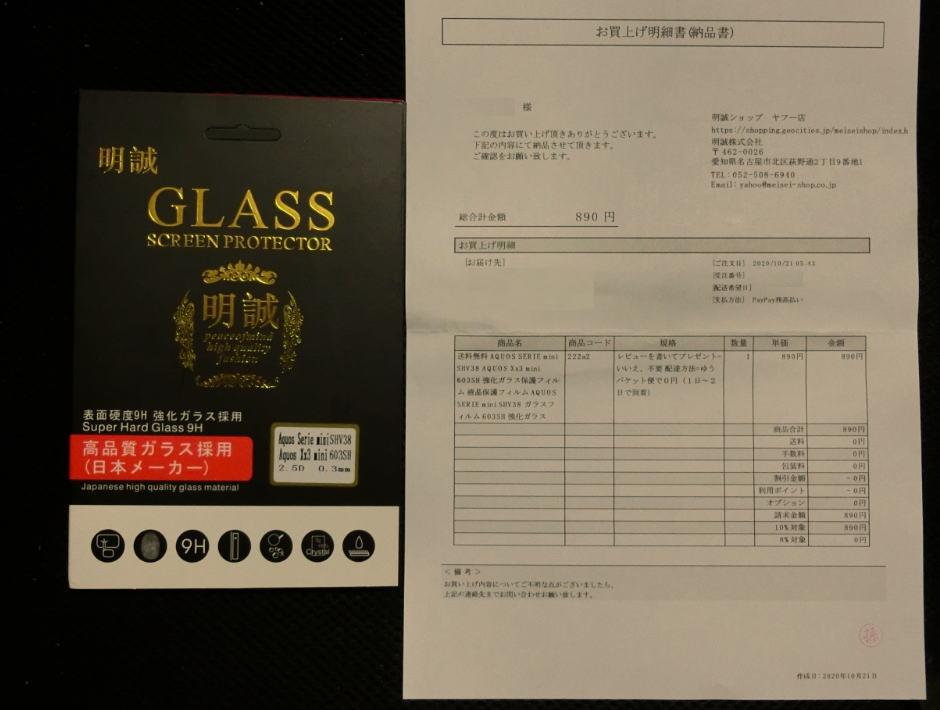 明誠
GLASS
SCREEN PROTECTOR
明誠
peace of mind
high quality
fashion
表面硬度9H 強化ガラス採用
Super Hard Glass 9H
高品質ガラス採用
(日本メーカー)
Japanese high quality glass material
Aquos Serie mini SHV38
Aquos Xx3 mini 603SH
2.5D 0.3mm
9H
Crystal
お買上げ明細書(納品書)
様
この度はお買い上げ頂きありがとうございます。
下記の内容にて納品させて頂きます。
ご確認をお願い致します。
明誠ショップ ヤフー店
https://shopping.geocities.jp/meiseishop/index.h
明誠株式会社
〒462-0026
愛知県名古屋市北区萩野通2丁目9番地1
TEL:052-508-6940
Email: yahoo@meisei-shop.co.jp
総合計金額 890 円
お買上げ明細
[お届け先]
[ご注文日] 2020/10/21 05:43
[受注番号]
[配送希望日]
[支払方法] PayPay残高払い
商品名 商品コード 規格 数量 単価 金額
送料無料 AQUOS SERIE mini SHV38 AQUOS Xx3 mini 603SH 強化ガラス保護フィルム 液晶保護フィルム AQUOS SERIE mini SHV38 ガラスフィルム 603SH 強化ガラス 222a2 レビューを書いてプレゼント=いいえ、不要 配達方法=ゆうパケット便で0円 (1日~2日で到着) 1 890円 890円
商品合計 890円
送料 0円
手数料 0円
包装料 0円
割引金額 -0円
利用ポイント -0円
オプション 0円
請求金額 890円
10%対象 890円
8%対象 0円
<備考>
お買い上げ内容についてご不明な点がございましたら、
上記の連絡先までお問い合わせお願い致します。
作成日:2020年10月21日